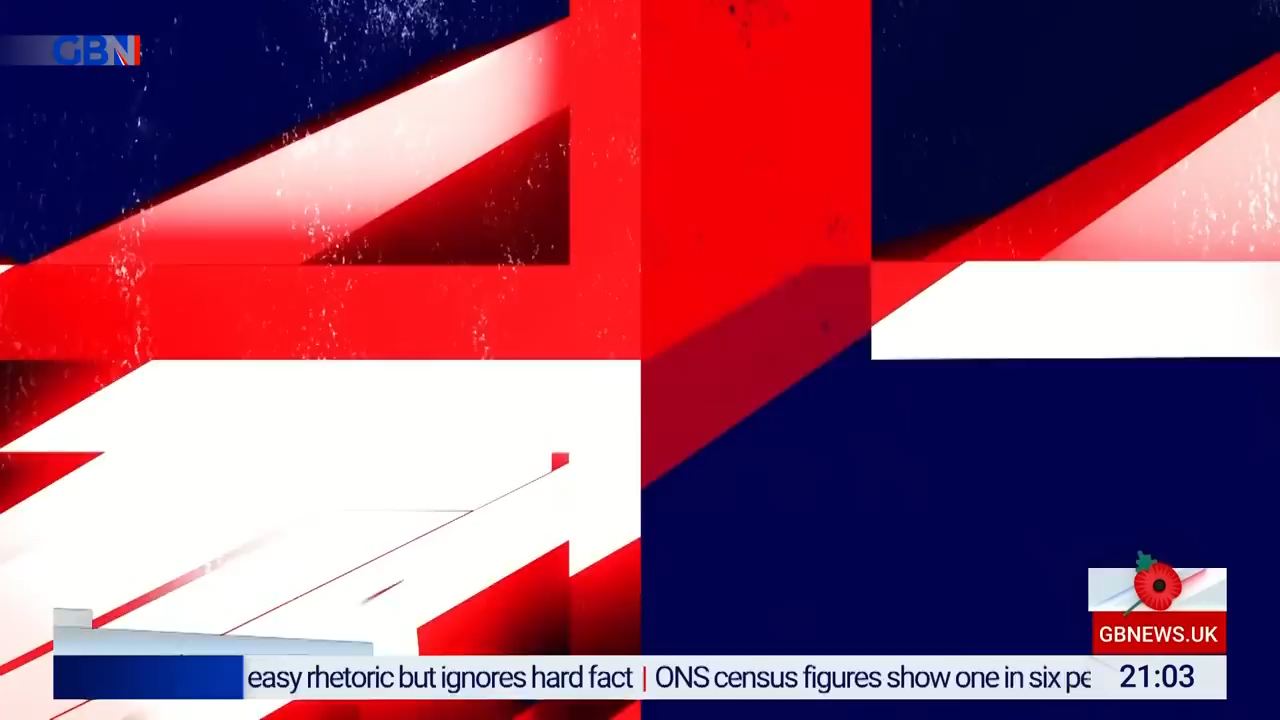 GBN
GBNEWS.UK
easy rhetoric but ignores hard fact | ONS census figures show one in six pe
21:03